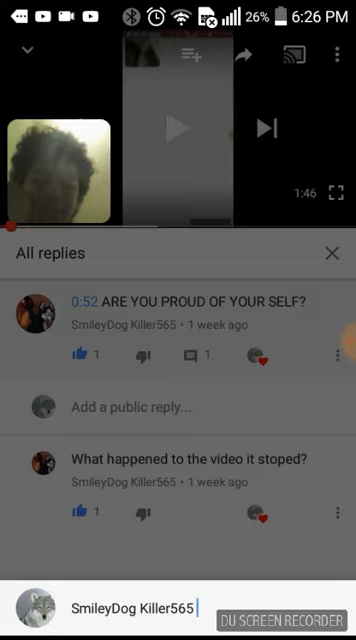 26% 6:26 PM
1:46
All replies
0:52 ARE YOU PROUD OF YOUR SELF?
SmileyDog Killer565 • 1 week ago
1 1
Add a public reply...
What happened to the video it stoped?
SmileyDog Killer565 • 1 week ago
1
SmileyDog Killer565
DU SCREEN RECORDER